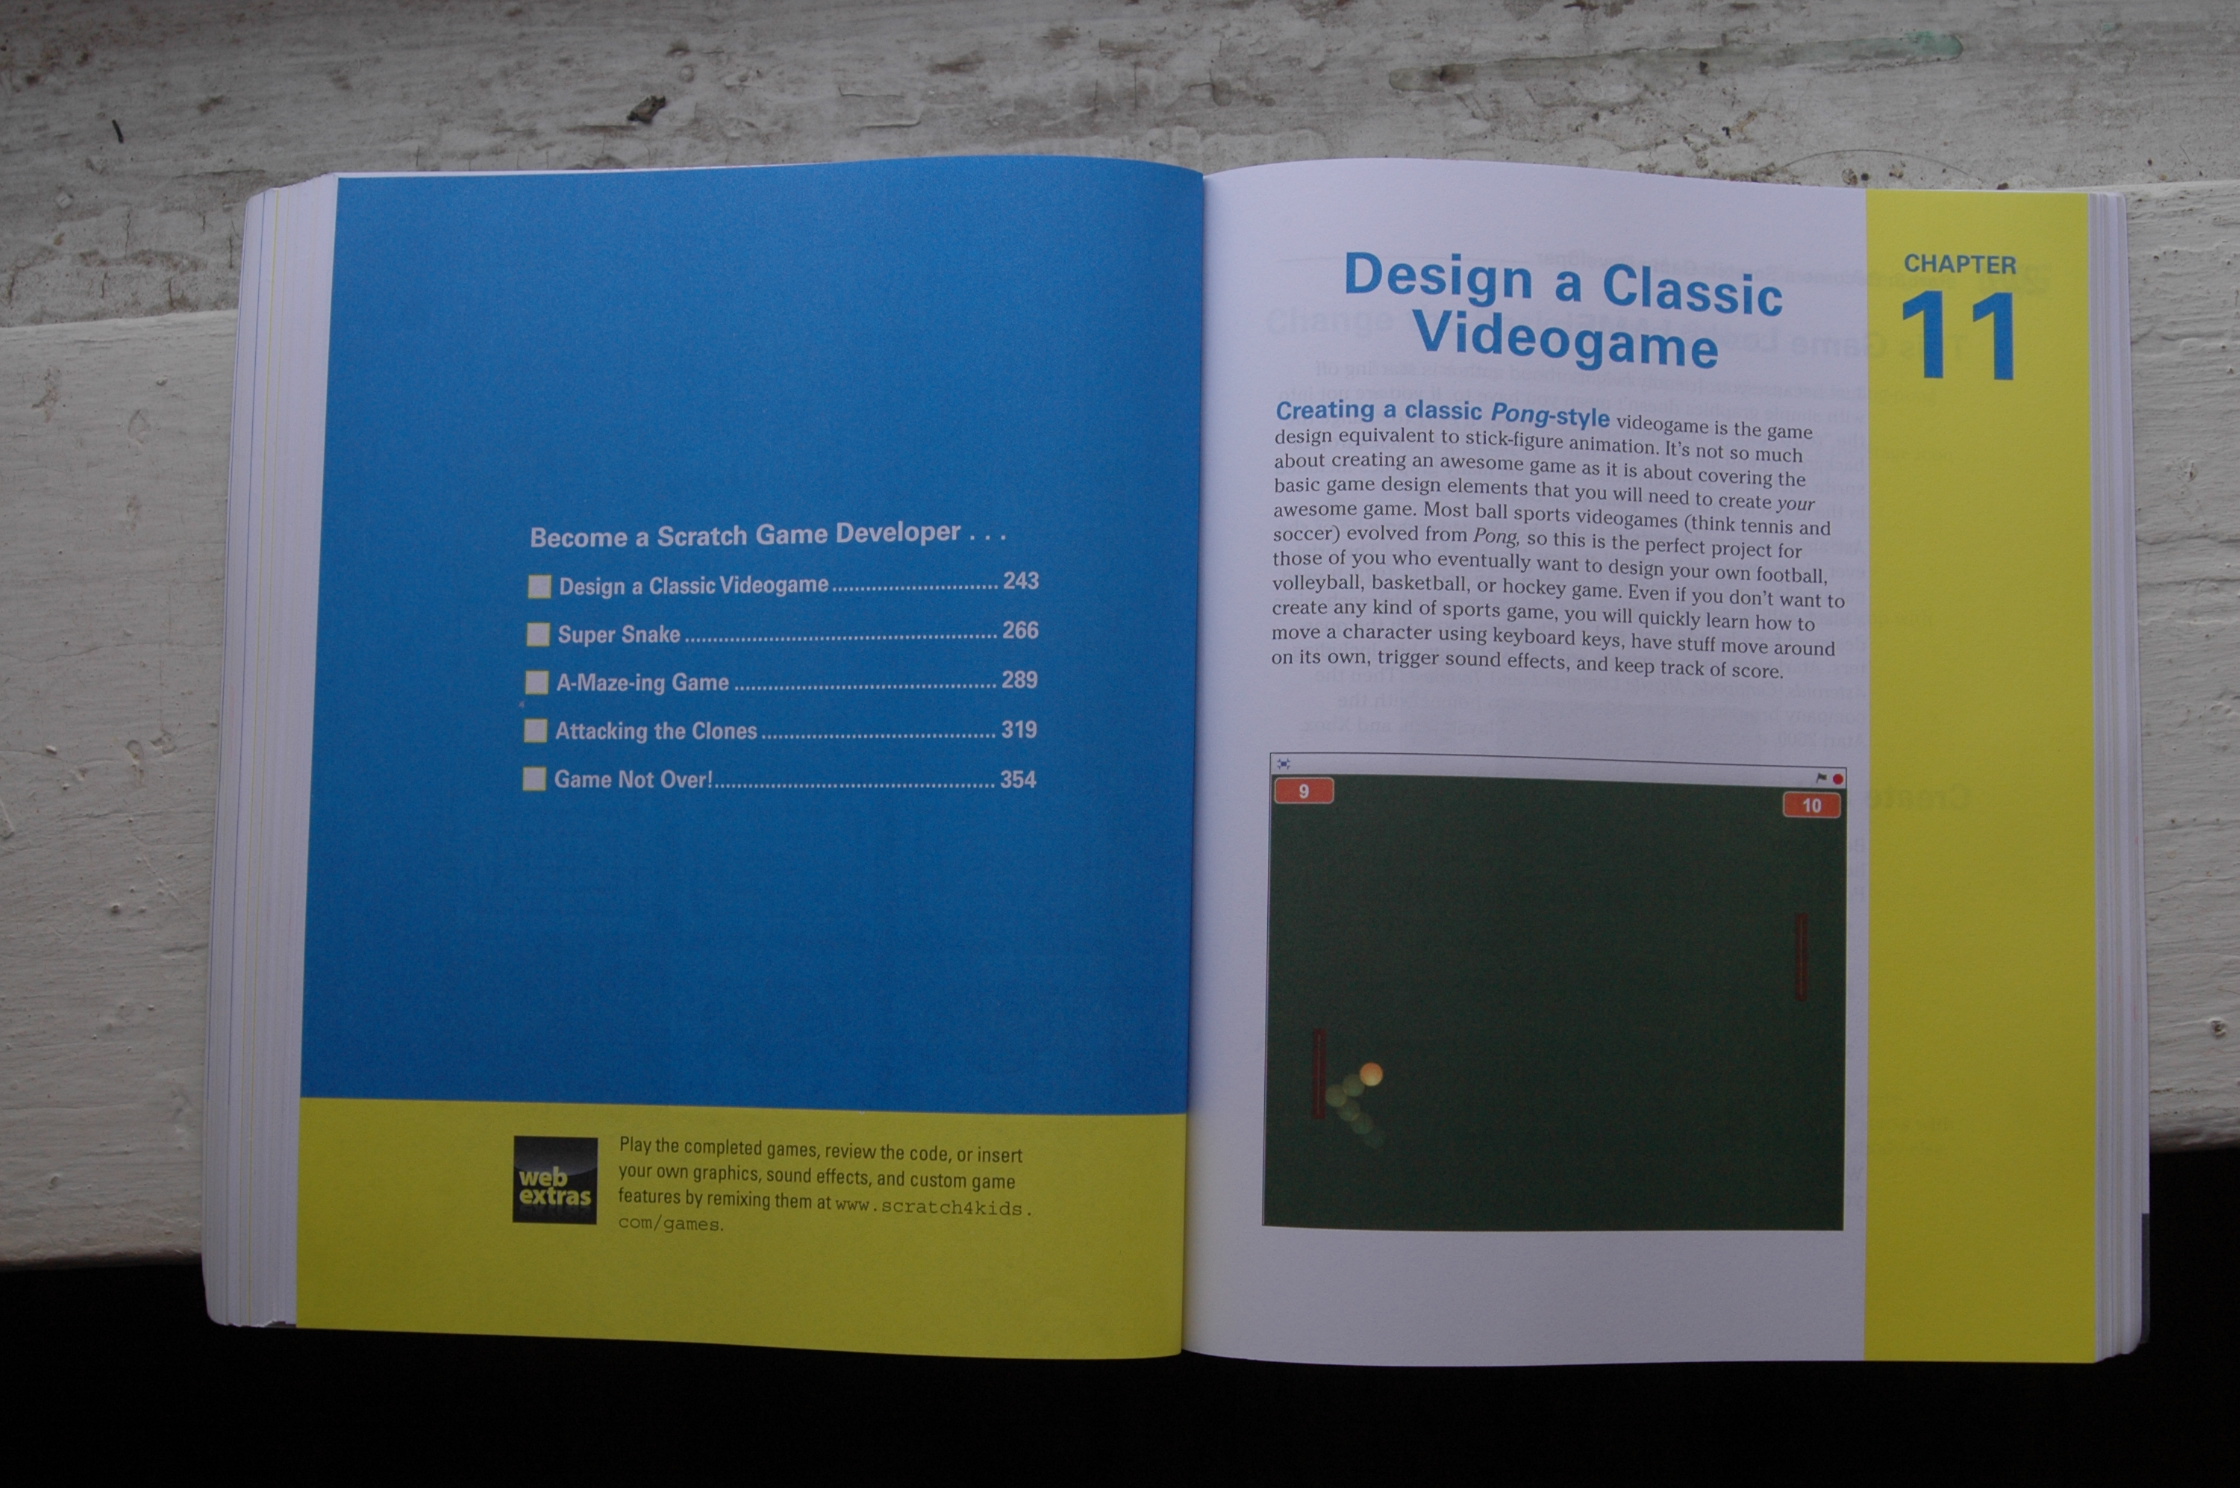 Become a Scratch Game Developer . . .
Design a Classic Videogame............................ 243
Super Snake .................................................... 266
A-Maze-ing Game ............................................ 289
Attacking the Clones ....................................... 319
Game Not Over!............................................... 354
web
extras
Play the completed games, review the code, or insert
your own graphics, sound effects, and custom game
features by remixing them at www.scratch4kids.
com/games.
Design a Classic
Videogame
CHAPTER
11
Creating a classic Pong-style videogame is the game
design equivalent to stick-figure animation. It's not so much
about creating an awesome game as it is about covering the
basic game design elements that you will need to create your
awesome game. Most ball sports videogames (think tennis and
soccer) evolved from Pong, so this is the perfect project for
those of you who eventually want to design your own football,
volleyball, basketball, or hockey game. Even if you don't want to
create any kind of sports game, you will quickly learn how to
move a character using keyboard keys, have stuff move around
on its own, trigger sound effects, and keep track of score.
9
10